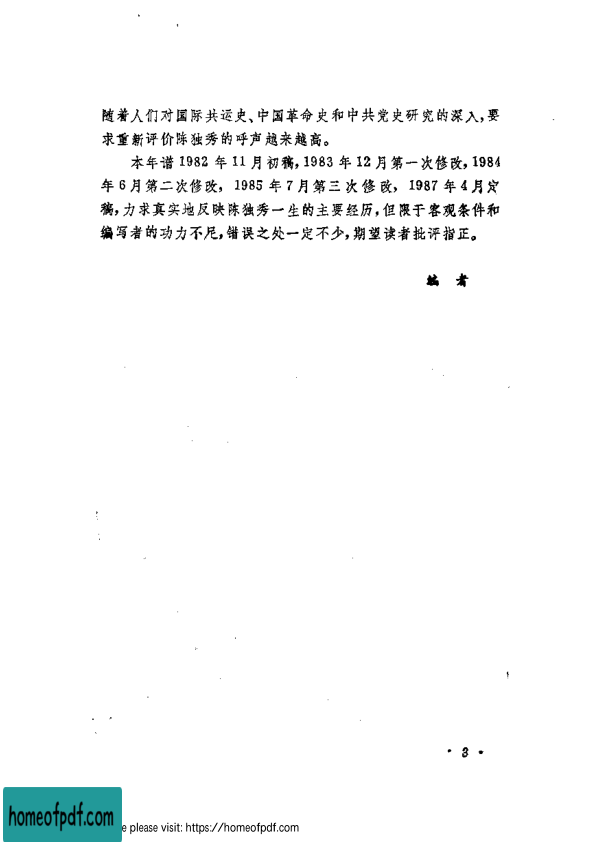 随着人们对国际共运史、中国革命史和中共党史研究的深入,要
求重新评价陈独秀的呼声越来越高。
本年谱1982年11月初稿,1983年12月第一次修改,1984
年6月第二次修改,1985年7月第三次修改,1987年4月定
稿,力求真实地反映陈独秀一生的主要经历,但限于客观条件和
编写者的功力不足,错误之处一定不少,期望读者批评指正。
编 者
· 3 ·
homeofpdf.com
e please visit: https://homeofpdf.com